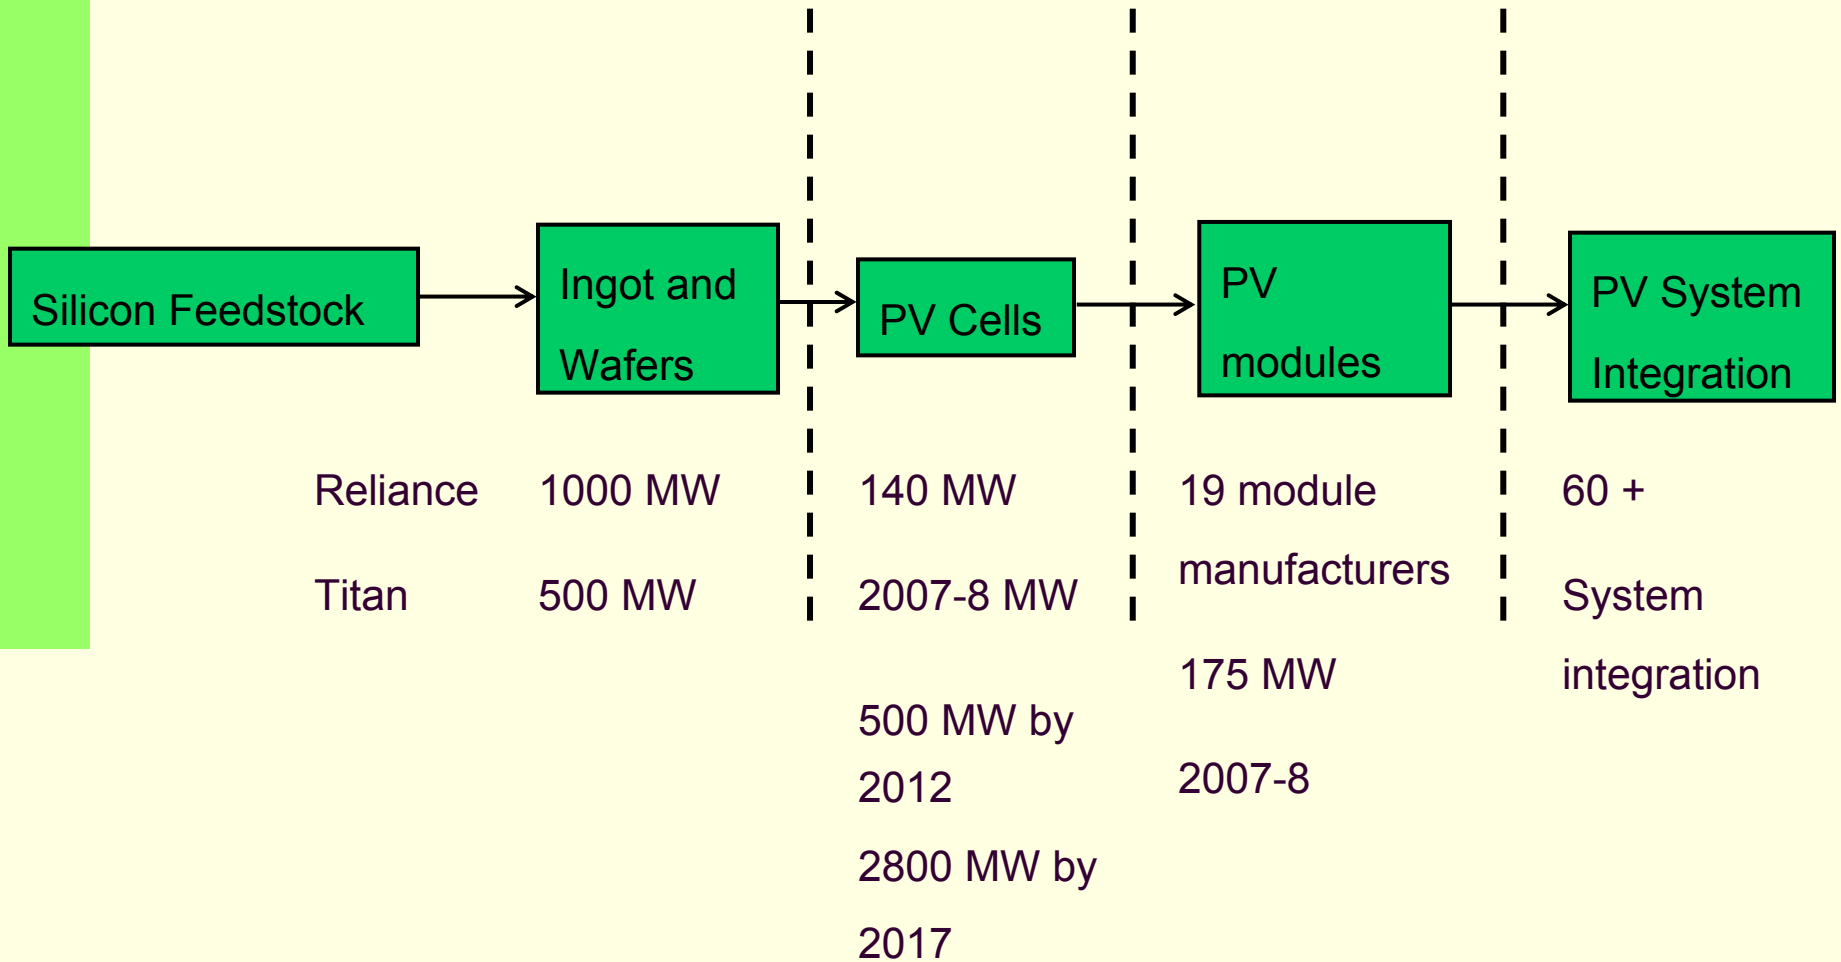 Silicon Feedstock
Ingot and
Wafers
PV Cells
PV
modules
PV System
Integration
Reliance 1000 MW
Titan 500 MW
140 MW
2007-8 MW
500 MW by
2012
2800 MW by
2017
19 module
manufacturers
175 MW
2007-8
60 +
System
integration